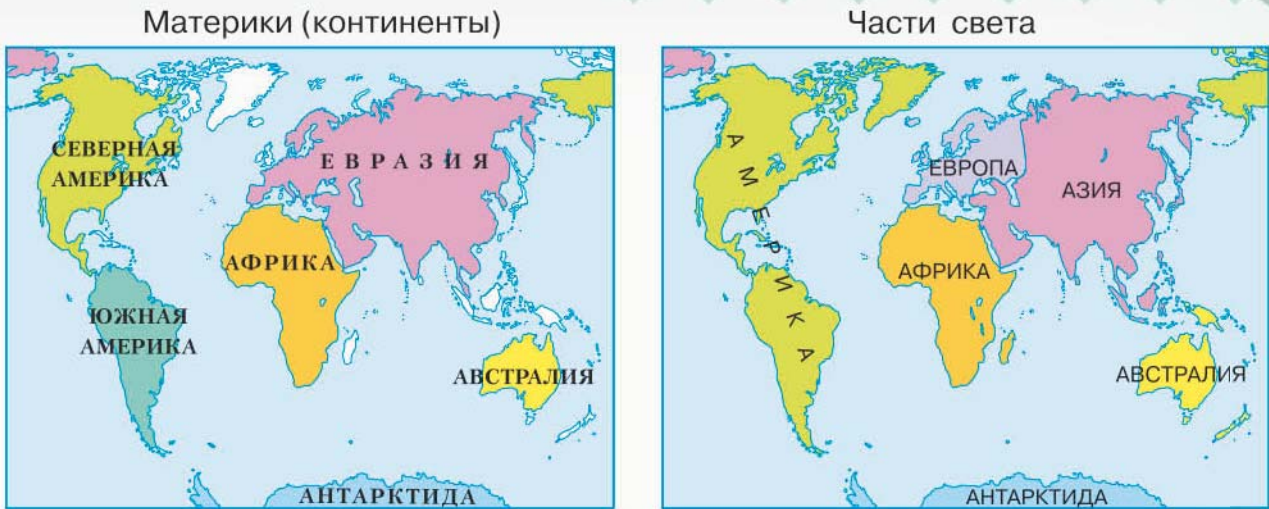 Материки (континенты)
СЕВЕРНАЯ
АМЕРИКА
ЕВРАЗИЯ
АФРИКА
ЮЖНАЯ
АМЕРИКА
АВСТРАЛИЯ
АНТАРКТИДА
Части света
АМЕРИКА
ЕВРОПА
АЗИЯ
АФРИКА
АВСТРАЛИЯ
АНТАРКТИДА